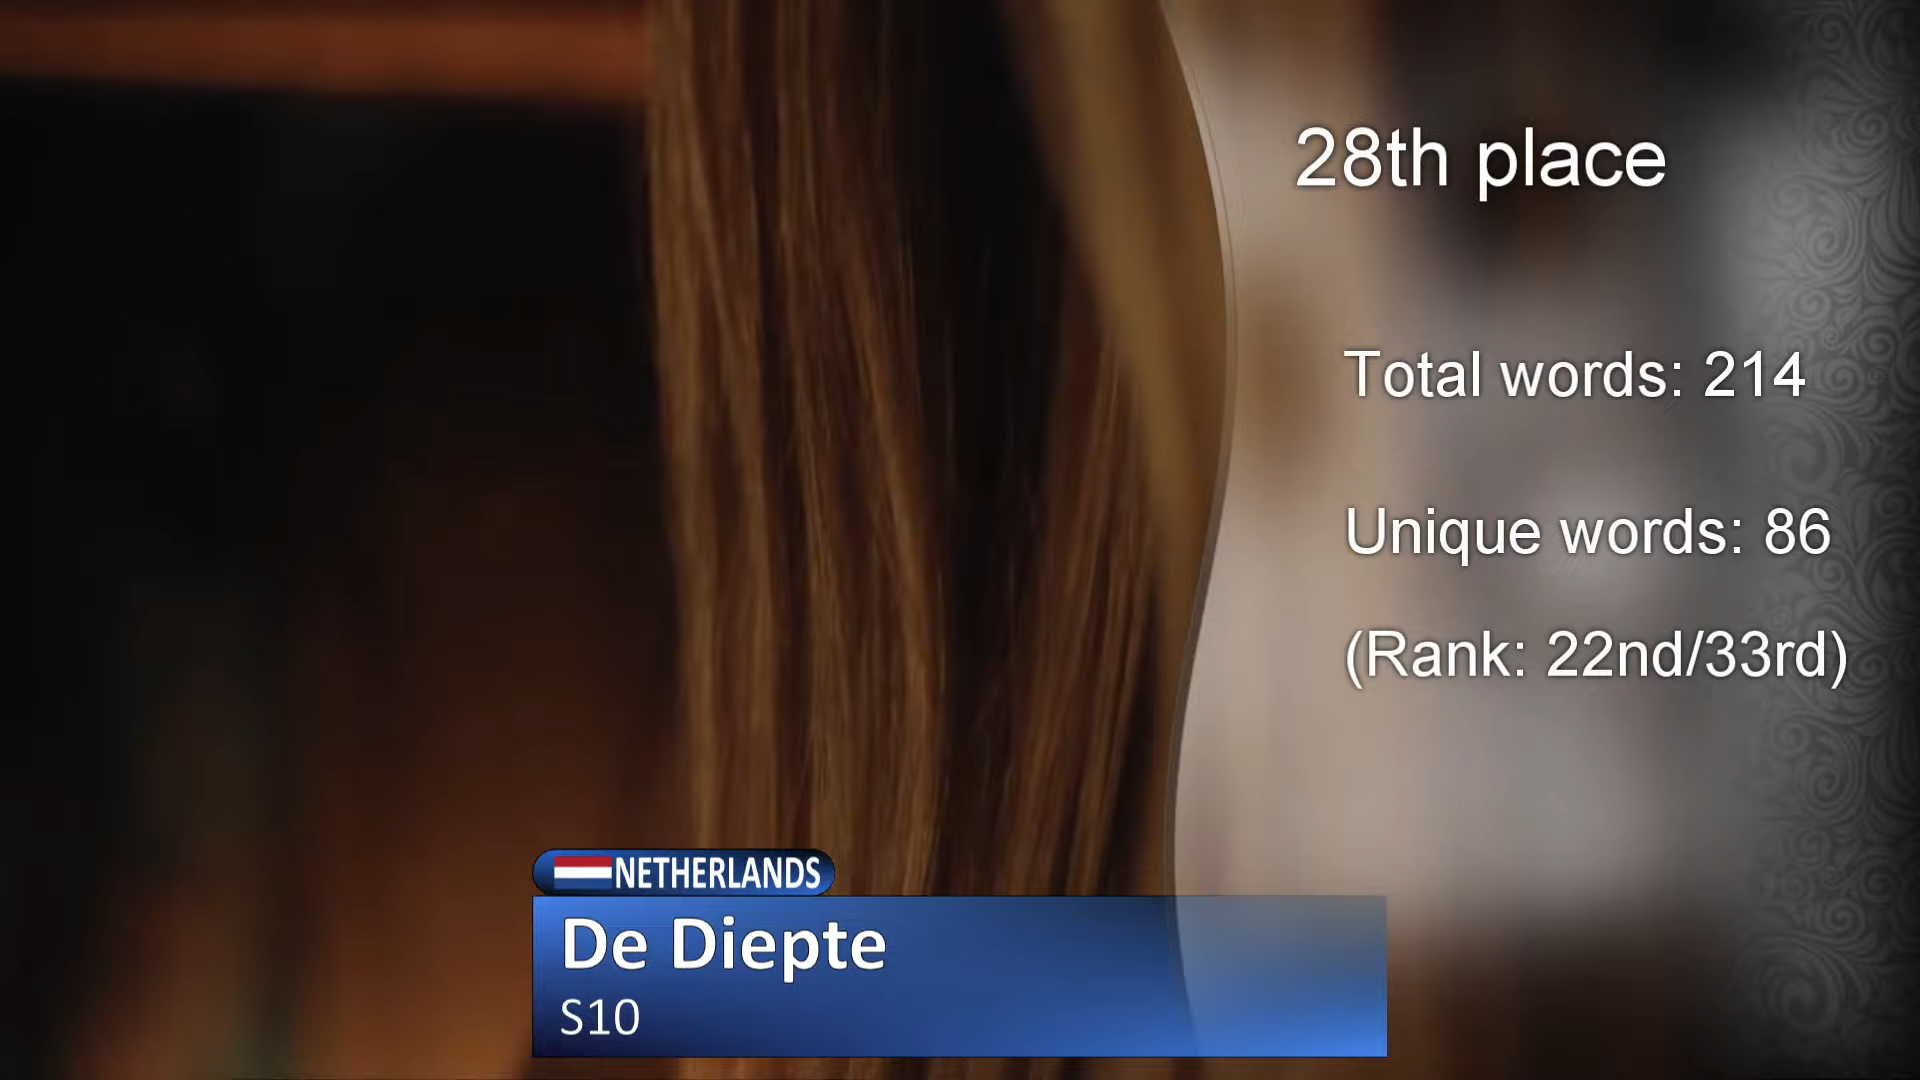 28th place
Total words: 214
Unique words: 86
(Rank: 22nd/33rd)
NETHERLANDS
De Diepte
S10